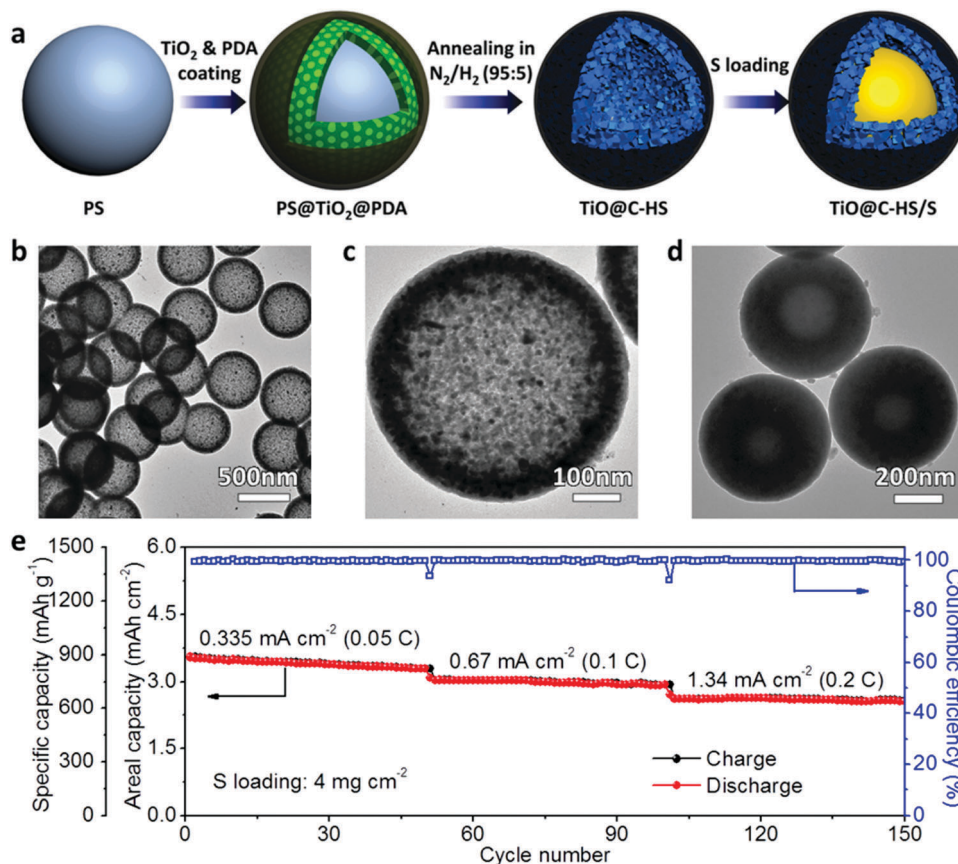 a
TiO₂ & PDA
coating
Annealing in
N₂/H₂ (95:5)
S loading
PS
PS@TiO₂@PDA
TiO@C-HS
TiO@C-HS/S
b
500nm
c
100nm
d
200nm
e
Specific capacity (mAh g⁻¹)
1500
1200
900
600
300
0
Areal capacity (mAh cm⁻²)
6.0
4.5
3.0
1.5
0.0
0.335 mA cm⁻² (0.05 C)
0.67 mA cm⁻² (0.1 C)
1.34 mA cm⁻² (0.2 C)
S loading: 4 mg cm⁻²
Charge
Discharge
100
80
60
40
20
0
Coulombic efficiency
(%)
0
30
60
90
120
150
Cycle number